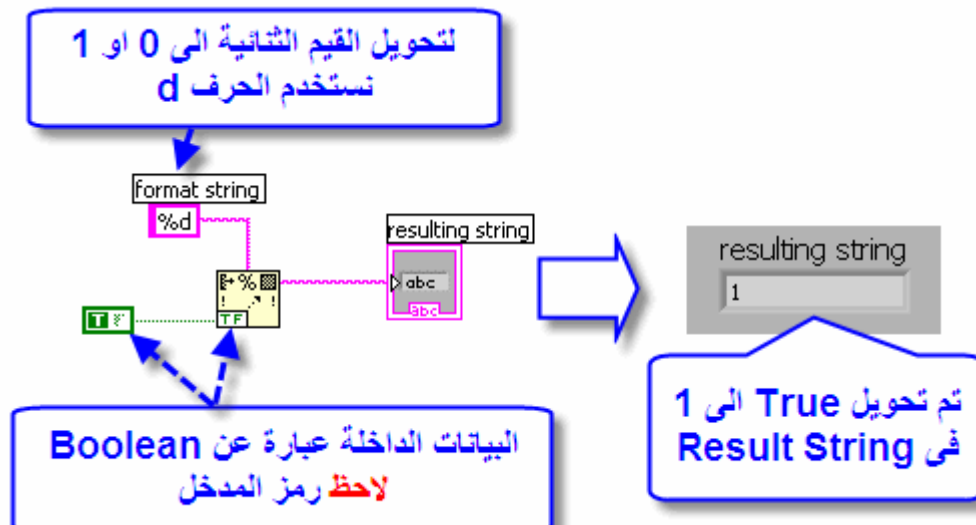 لتحويل القيم الثنائية الى 0 او 1
نستخدم الحرف d
format string
%d
resulting string
abc
abc
TF
T
resulting string
1
البيانات الداخلة عبارة عن Boolean
لاحظ رمز المدخل
تم تحويل True الى 1
فى Result String